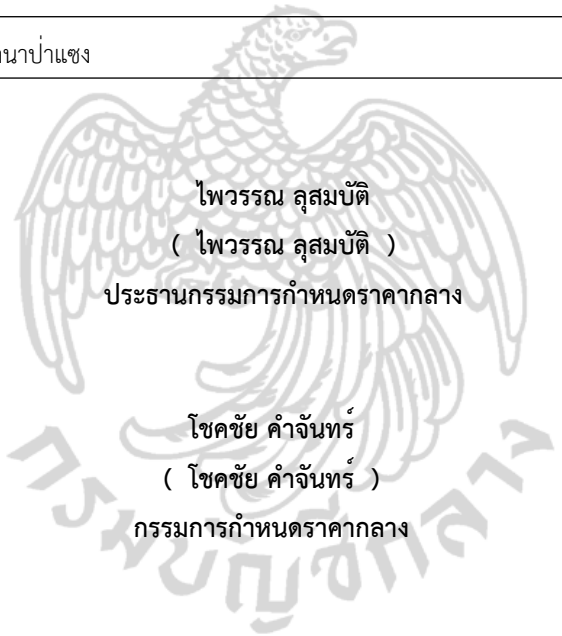 นาป่าแซง
ไพวรรณ ลุสมบัติ
( ไพวรรณ ลุสมบัติ )
ประธานกรรมการกำหนดราคากลาง
โชคชัย คำจันทร์
( โชคชัย คำจันทร์ )
กรรมการกำหนดราคากลาง
กรมบัญชีกลาง